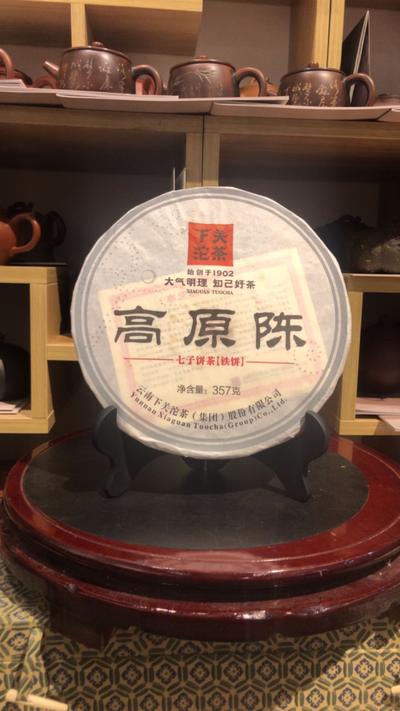 下关
沱茶
始创于1902
大气明理 知己好茶
XIAGUAN TUOCHA
高原陈
七子饼茶【铁饼】
净含量：357克
云南下关沱茶（集团）股份有限公司
Yunnan Xiaguan Tuocha(Group)Co.,Ltd.